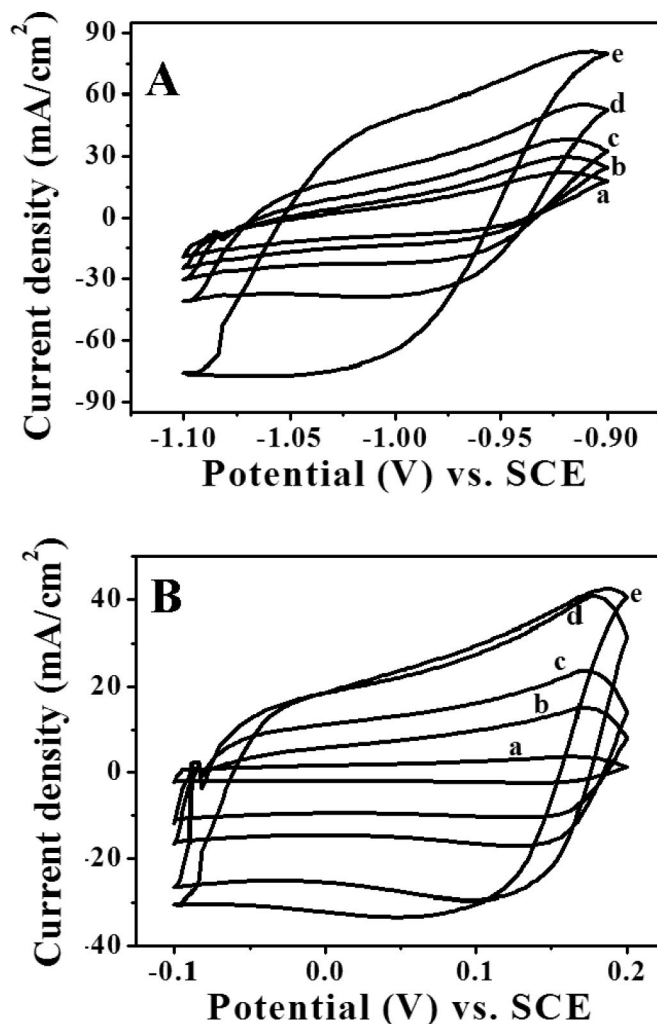 A
Current density (mA/cm²)
90
60
30
0
-30
-60
-90
e
d
c
b
a
-1.10 -1.05 -1.00 -0.95 -0.90
Potential (V) vs. SCE
B
Current density (mA/cm²)
40
20
0
-20
-40
e
d
c
b
a
-0.1 0.0 0.1 0.2
Potential (V) vs. SCE